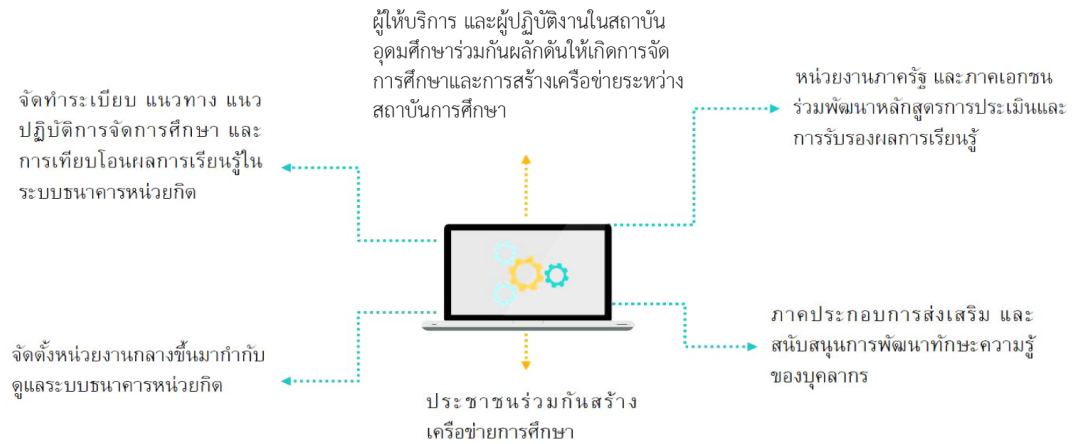 ผู้ให้บริการ และผู้ปฏิบัติงานในสถาบัน
อุดมศึกษาร่วมกันผลักดันให้เกิดการจัด
การศึกษาและการสร้างเครือข่ายระหว่าง
สถาบันการศึกษา
จัดทำระเบียบ แนวทาง แนว
ปฏิบัติการจัดการศึกษา และ
การเทียบโอนผลการเรียนรู้ใน
ระบบธนาคารหน่วยกิต
หน่วยงานภาครัฐ และภาคเอกชน
ร่วมพัฒนาหลักสูตรการประเมินและ
การรับรองผลการเรียนรู้
จัดตั้งหน่วยงานกลางขึ้นมากำกับ
ดูแลระบบธนาคารหน่วยกิต
ภาคประกอบการส่งเสริม และ
สนับสนุนการพัฒนาทักษะความรู้
ของบุคลากร
ประชาชนร่วมกันสร้าง
เครือข่ายการศึกษา